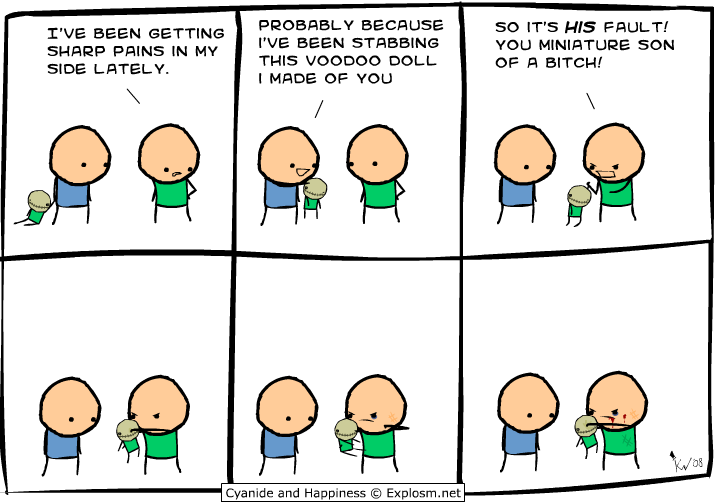 I'VE BEEN GETTING
SHARP PAINS IN MY
SIDE LATELY.
PROBABLY BECAUSE
I'VE BEEN STABBING
THIS VOODOO DOLL
I MADE OF YOU
SO IT'S HIS FAULT!
YOU MINIATURE SON
OF A BITCH!
KW '08
Cyanide and Happiness © Explosm.net